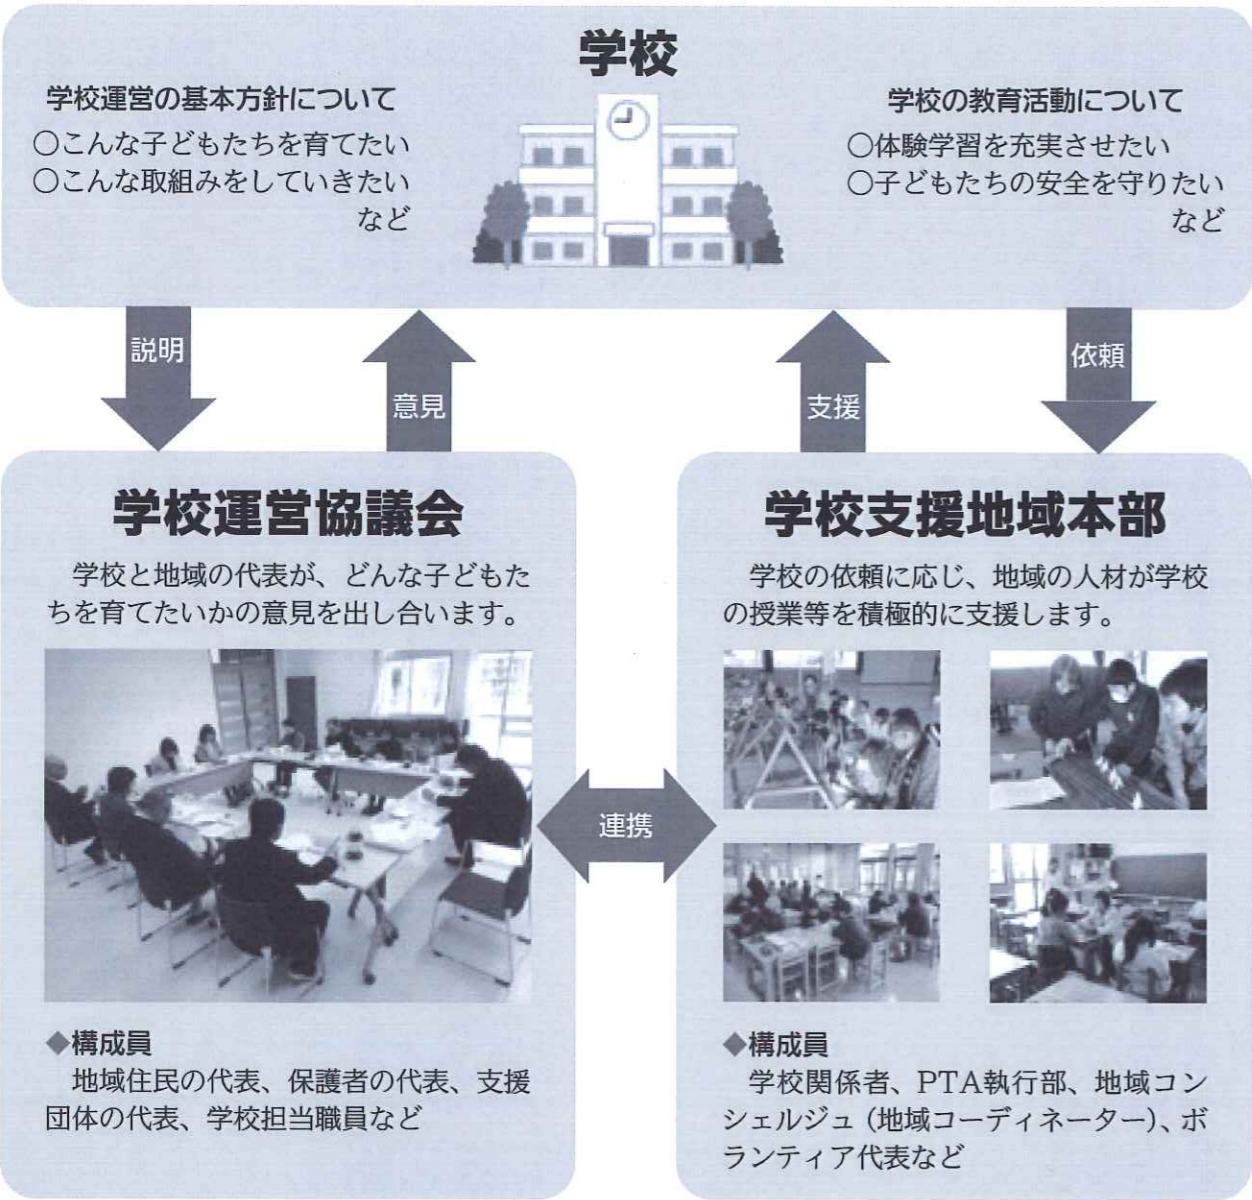 学校
学校運営の基本方針について
○こんな子どもたちを育てたい
○こんな取組みをしていきたい
など
学校の教育活動について
○体験学習を充実させたい
○子どもたちの安全を守りたい
など
説明
意見
支援
依頼
学校運営協議会
学校と地域の代表が、どんな子どもた
ちを育てたいかの意見を出し合います。
◆構成員
地域住民の代表、保護者の代表、支援
団体の代表、学校担当職員など
連携
学校支援地域本部
学校の依頼に応じ、地域の人材が学校
の授業等を積極的に支援します。
◆構成員
学校関係者、PTA執行部、地域コン
シェルジュ（地域コーディネーター）、ボ
ランティア代表など